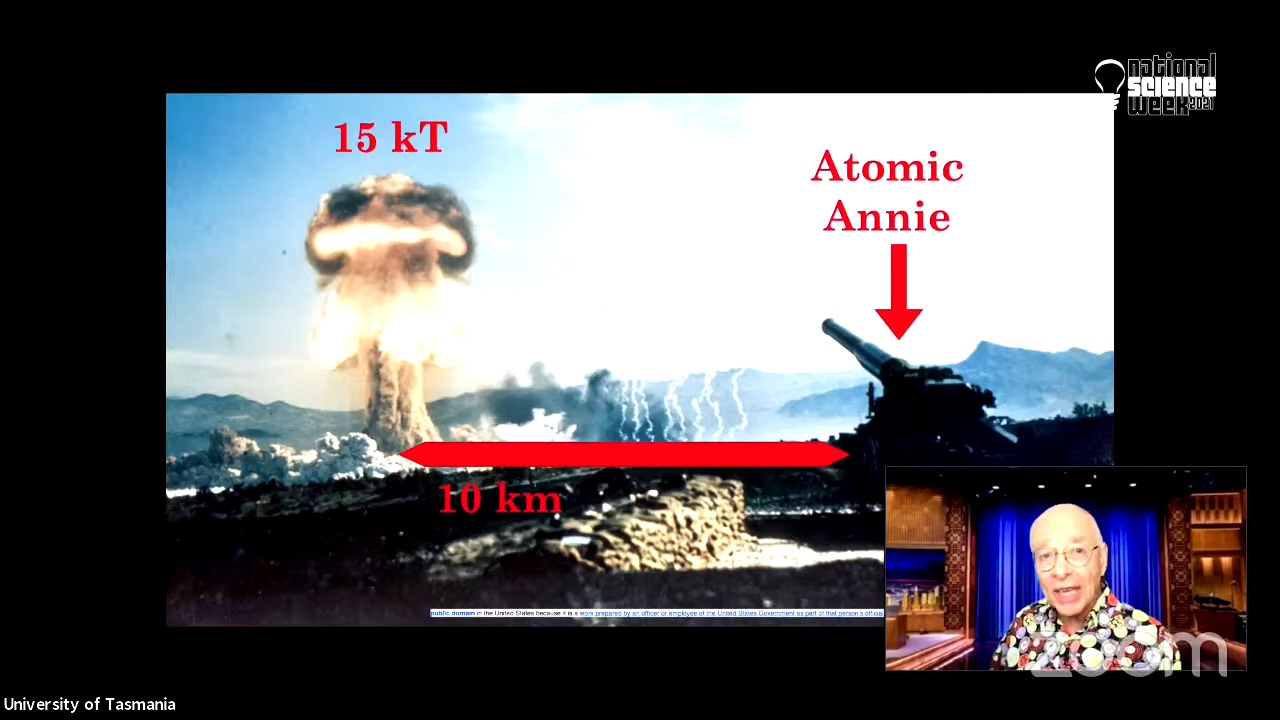 national
science
week 2021
15 kT
Atomic
Annie
10 km
public domain in the United States because it is a work prepared by an officer or employee of the United States Government as part of that person's official
zoom
University of Tasmania